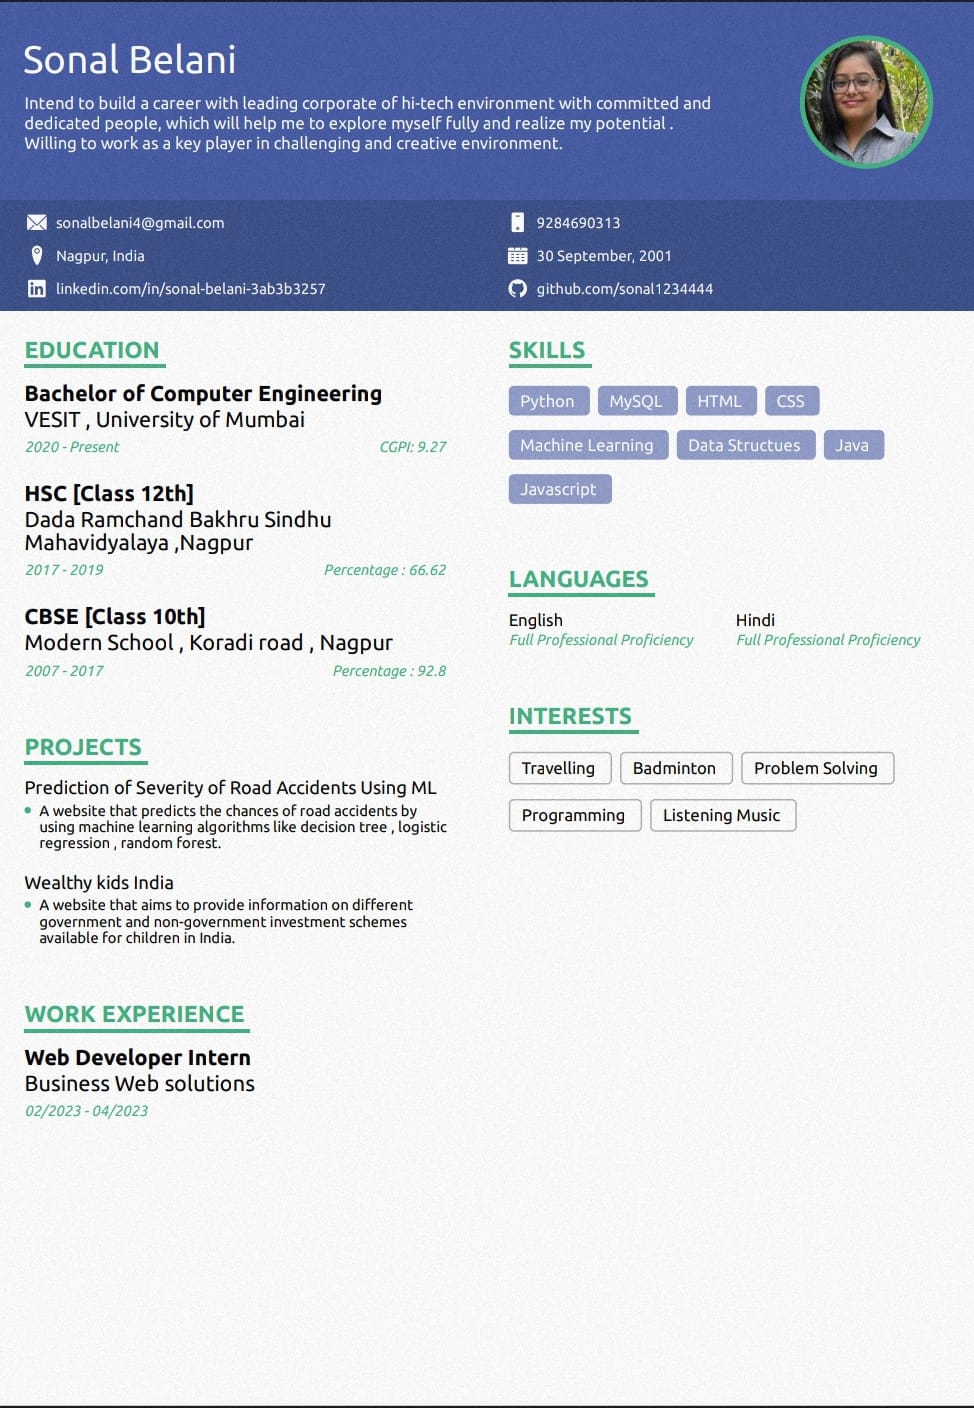 Sonal Belani
Intend to build a career with leading corporate of hi-tech environment with committed and
dedicated people, which will help me to explore myself fully and realize my potential .
Willing to work as a key player in challenging and creative environment.
sonalbelani4@gmail.com
9284690313
Nagpur, India
30 September, 2001
linkedin.com/in/sonal-belani-3ab3b3257
github.com/sonal1234444
EDUCATION
Bachelor of Computer Engineering
VESIT , University of Mumbai
2020 - Present CGPI: 9.27
HSC [Class 12th]
Dada Ramchand Bakhru Sindhu
Mahavidyalaya ,Nagpur
2017 - 2019 Percentage : 66.62
CBSE [Class 10th]
Modern School , Koradi road , Nagpur
2007 - 2017 Percentage : 92.8
PROJECTS
Prediction of Severity of Road Accidents Using ML
A website that predicts the chances of road accidents by
using machine learning algorithms like decision tree , logistic
regression , random forest.
Wealthy kids India
A website that aims to provide information on different
government and non-government investment schemes
available for children in India.
WORK EXPERIENCE
Web Developer Intern
Business Web solutions
02/2023 - 04/2023
SKILLS
Python MySQL HTML CSS
Machine Learning Data Structues Java
Javascript
LANGUAGES
English Hindi
Full Professional Proficiency Full Professional Proficiency
INTERESTS
Travelling Badminton Problem Solving
Programming Listening Music